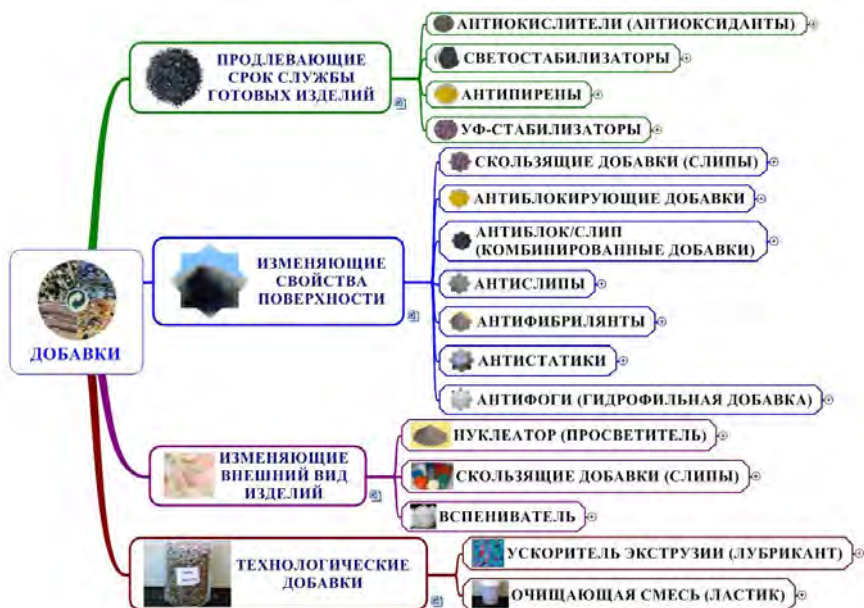 ПРОДЛЕВАЮЩИЕ
СРОК СЛУЖБЫ
ГОТОВЫХ ИЗДЕЛИЙ
АНТИОКИСЛИТЕЛИ (АНТИОКСИДАНТЫ)
СВЕТОСТАБИЛИЗАТОРЫ
АНТИПИРЕНЫ
УФ-СТАБИЛИЗАТОРЫ
ИЗМЕНЯЮЩИЕ
СВОЙСТВА
ПОВЕРХНОСТИ
СКОЛЬЗЯЩИЕ ДОБАВКИ (СЛИПЫ)
АНТИБЛОКИРУЮЩИЕ ДОБАВКИ
АНТИБЛОК/СЛИП
(КОМБИНИРОВАННЫЕ ДОБАВКИ)
АНТИСЛИПЫ
АНТИФИБРИЛЯНТЫ
АНТИСТАТИКИ
АНТИФОГИ (ГИДРОФИЛЬНАЯ ДОБАВКА)
ДОБАВКИ
ИЗМЕНЯЮЩИЕ
ВНЕШНИЙ ВИД
ИЗДЕЛИЙ
НУКЛЕАТОР (ПРОСВЕТИТЕЛЬ)
СКОЛЬЗЯЩИЕ ДОБАВКИ (СЛИПЫ)
ВСПЕНИВАТЕЛЬ
ТЕХНОЛОГИЧЕСКИЕ
ДОБАВКИ
УСКОРИТЕЛЬ ЭКСТРУЗИИ (ЛУБРИКАНТ)
ОЧИЩАЮЩАЯ СМЕСЬ (ЛАСТИК)